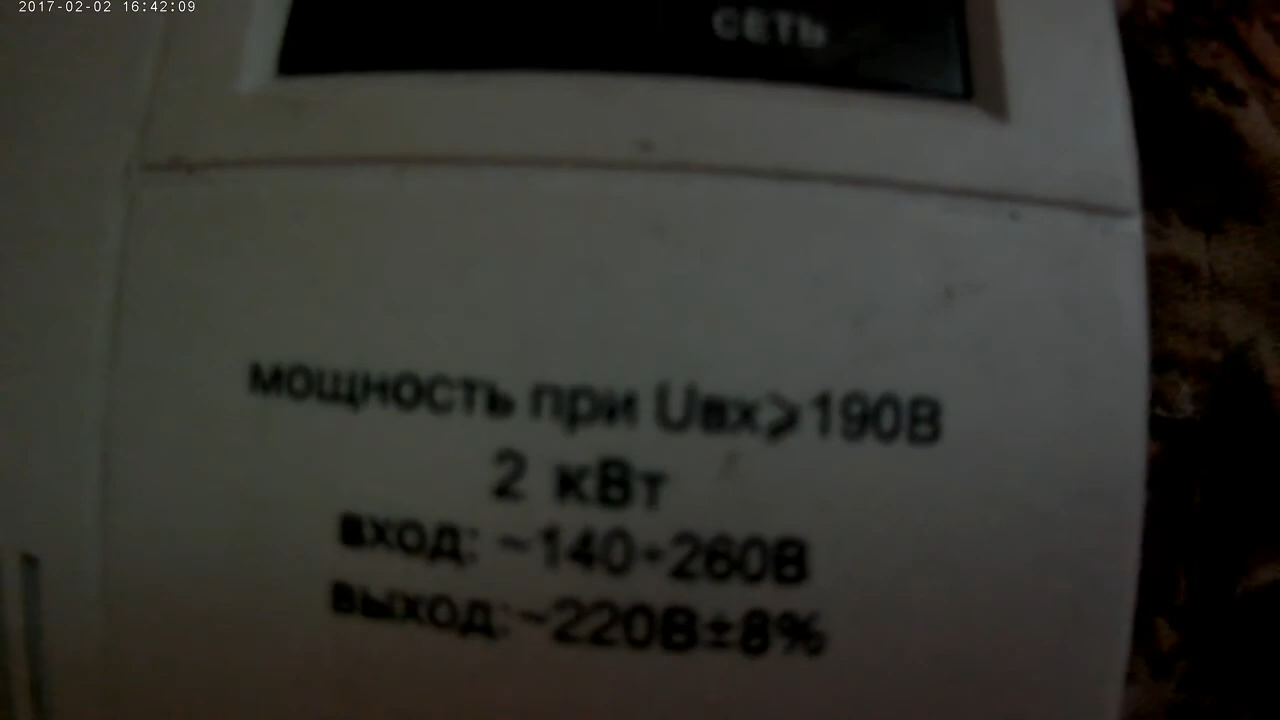 2017-02-02 16:42:09
СЕТЬ
мощность при Uвх⩾190В
2 кВт
вход: ~140÷260В
выход:~220В±8%